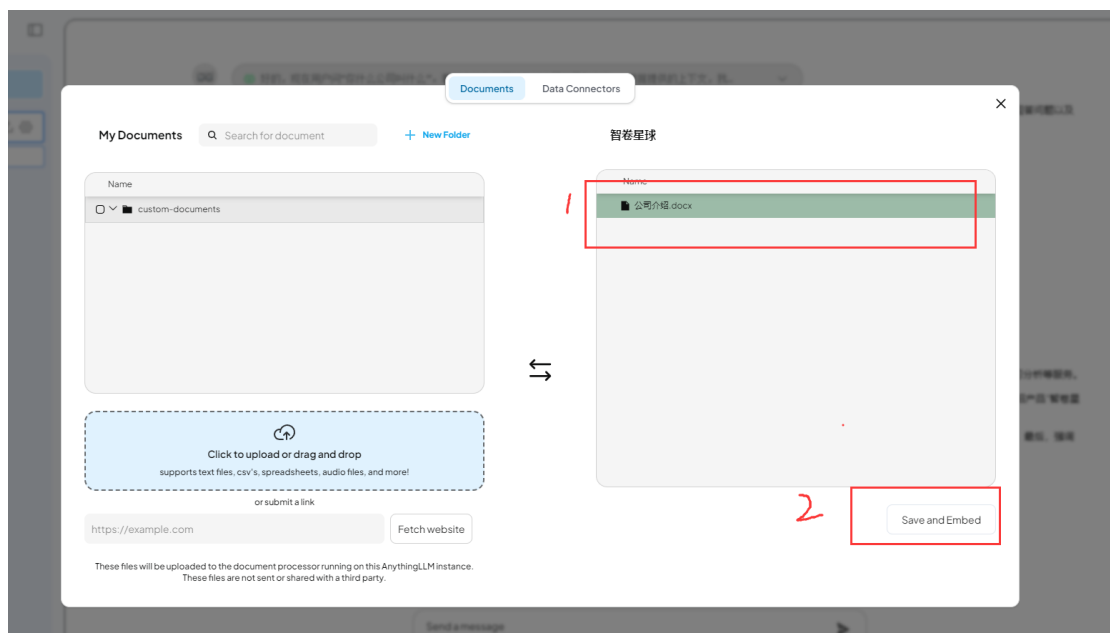 Documents
Data Connectors
My Documents
Search for document
+ New Folder
智卷星球
Name
custom-documents
Name
1
公司介绍.docx
Click to upload or drag and drop
supports text files, csv's, spreadsheets, audio files, and more!
or submit a link
https://example.com
Fetch website
2
Save and Embed
These files will be uploaded to the document processor running on this AnythingLLM instance.
These files are not sent or shared with a third party.
Send a message